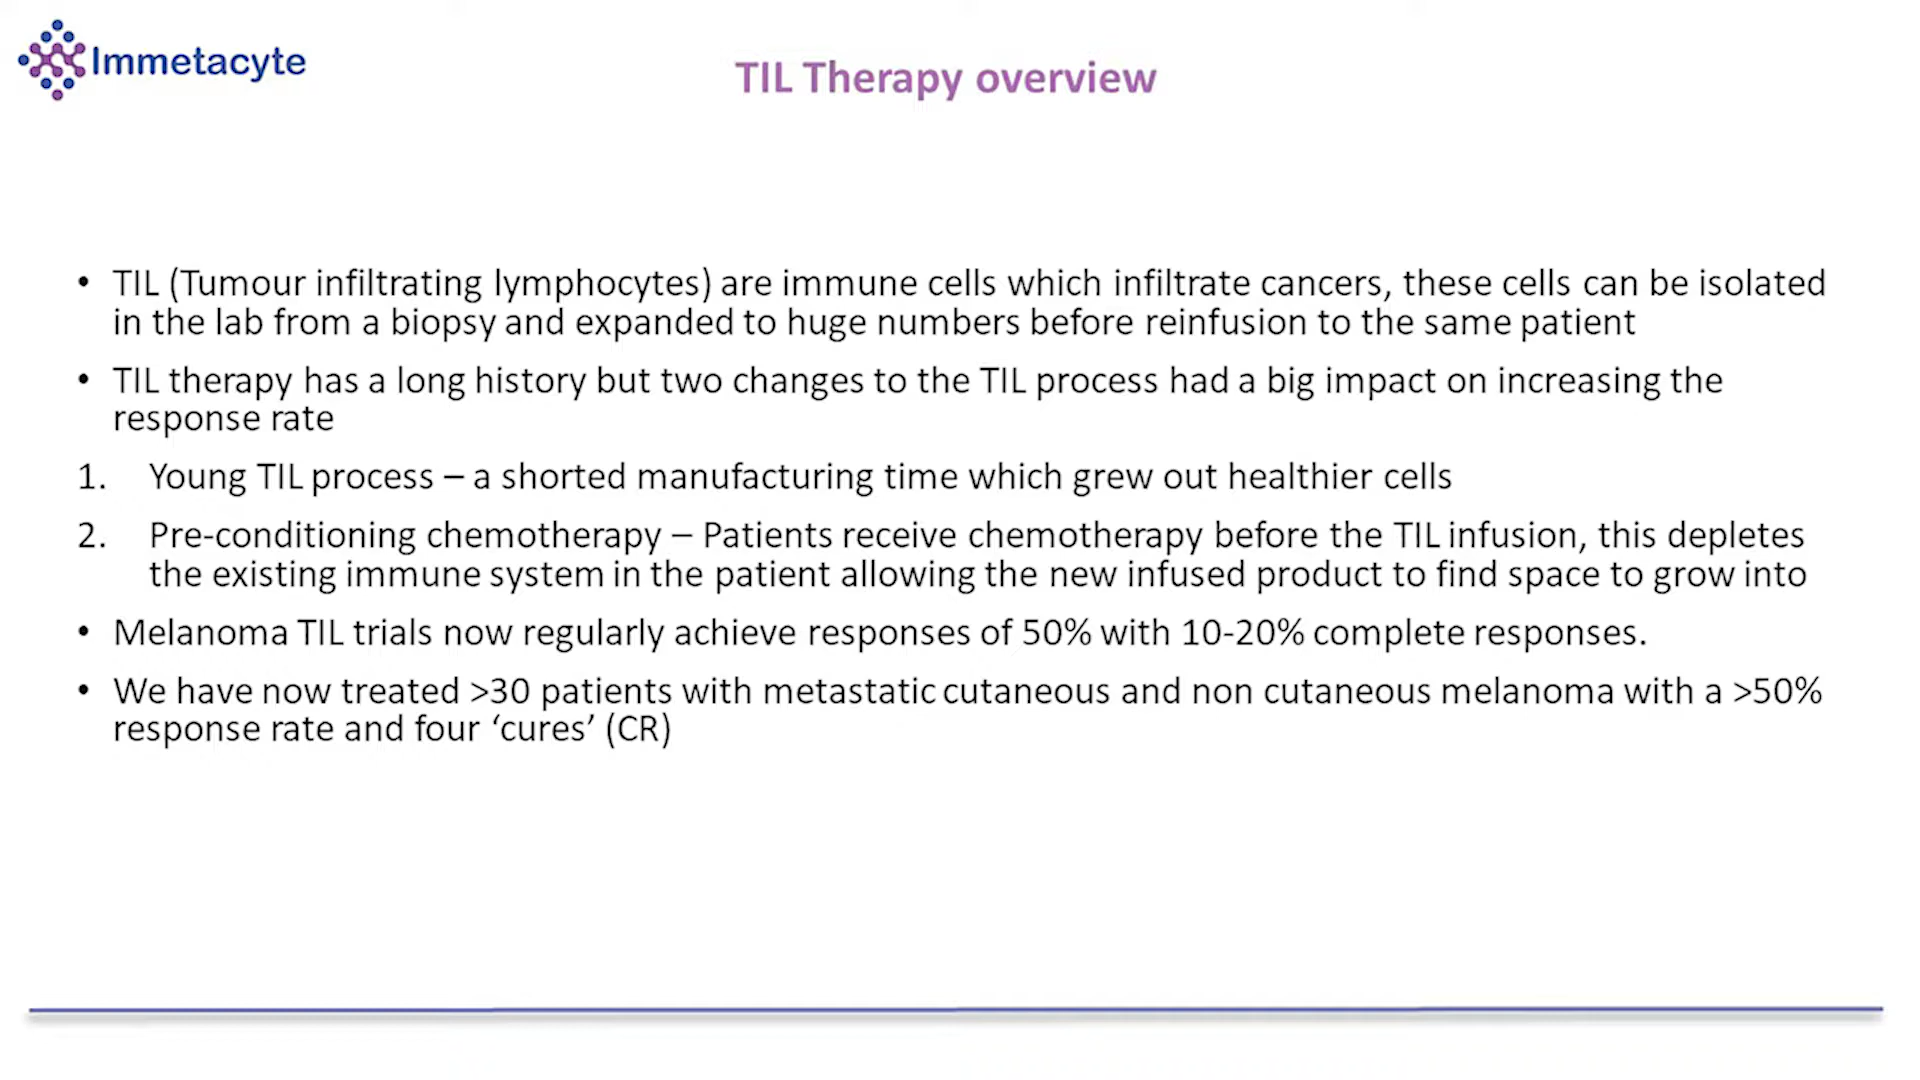 Immetacyte
TIL Therapy overview
• TIL (Tumour infiltrating lymphocytes) are immune cells which infiltrate cancers, these cells can be isolated
in the lab from a biopsy and expanded to huge numbers before reinfusion to the same patient
• TIL therapy has a long history but two changes to the TIL process had a big impact on increasing the
response rate
1. Young TIL process – a shorted manufacturing time which grew out healthier cells
2. Pre-conditioning chemotherapy – Patients receive chemotherapy before the TIL infusion, this depletes
the existing immune system in the patient allowing the new infused product to find space to grow into
• Melanoma TIL trials now regularly achieve responses of 50% with 10-20% complete responses.
• We have now treated >30 patients with metastatic cutaneous and non cutaneous melanoma with a >50%
response rate and four ‘cures’ (CR)